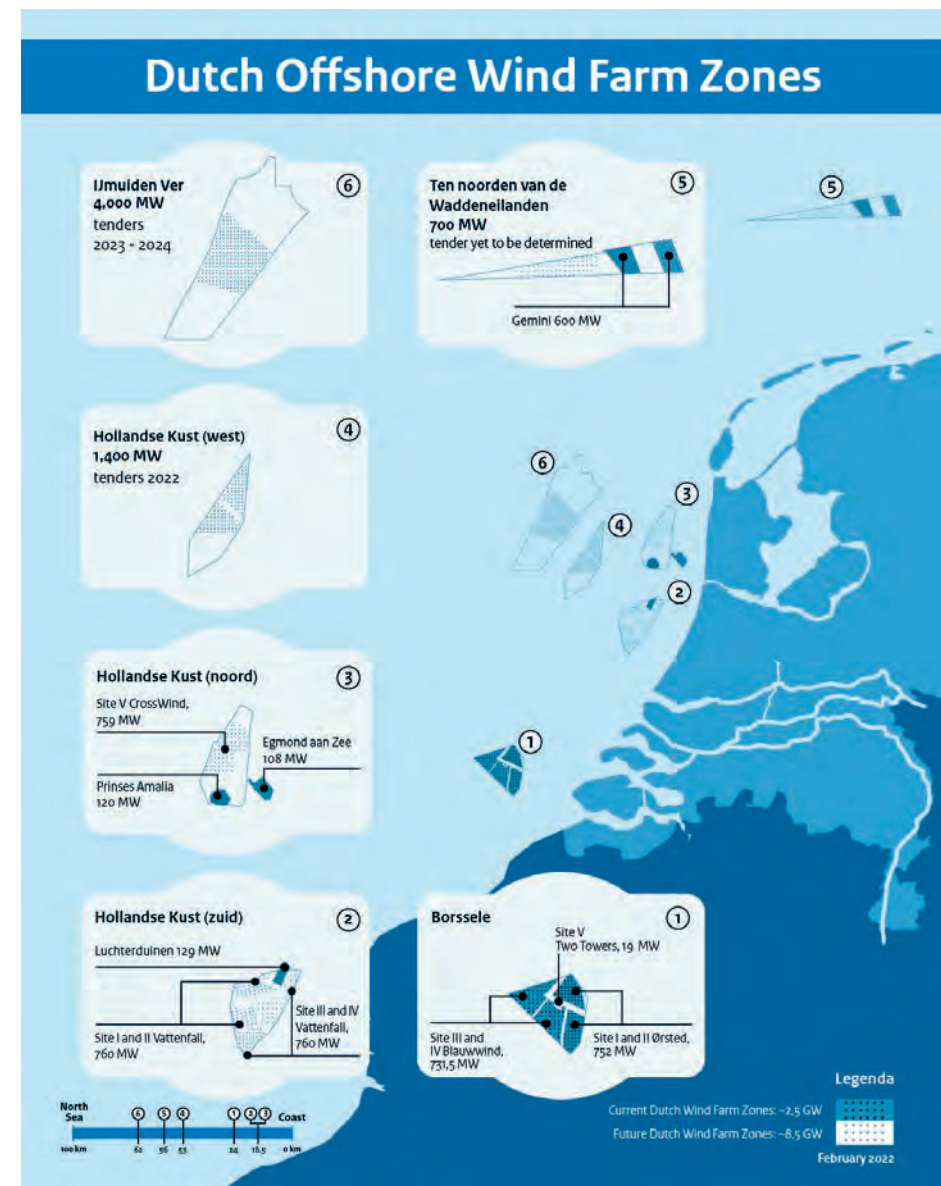 Dutch Offshore Wind Farm Zones
IJmuiden Ver
4,000 MW
tenders
2023 - 2024
6
Ten noorden van de
Waddeneilanden
700 MW
tender yet to be determined
5
Gemini 600 MW
5
Hollandse Kust (west)
1,400 MW
tenders 2022
4
6
4
3
2
1
Hollandse Kust (noord)
3
Site V CrossWind,
759 MW
Egmond aan Zee
108 MW
Prinses Amalia
120 MW
Hollandse Kust (zuid)
2
Luchterduinen 129 MW
Site I and II Vattenfall,
760 MW
Site III and IV
Vattenfall,
760 MW
Borssele
1
Site V
Two Towers, 19 MW
Site III and
IV Blauwwind,
731,5 MW
Site I and II Ørsted,
752 MW
North
Sea
6 5 4 1 2 3
Coast
100 km 62 56 53 24 18,5 0 km
Legenda
Current Dutch Wind Farm Zones: ~2,5 GW
Future Dutch Wind Farm Zones: ~8,5 GW
February 2022